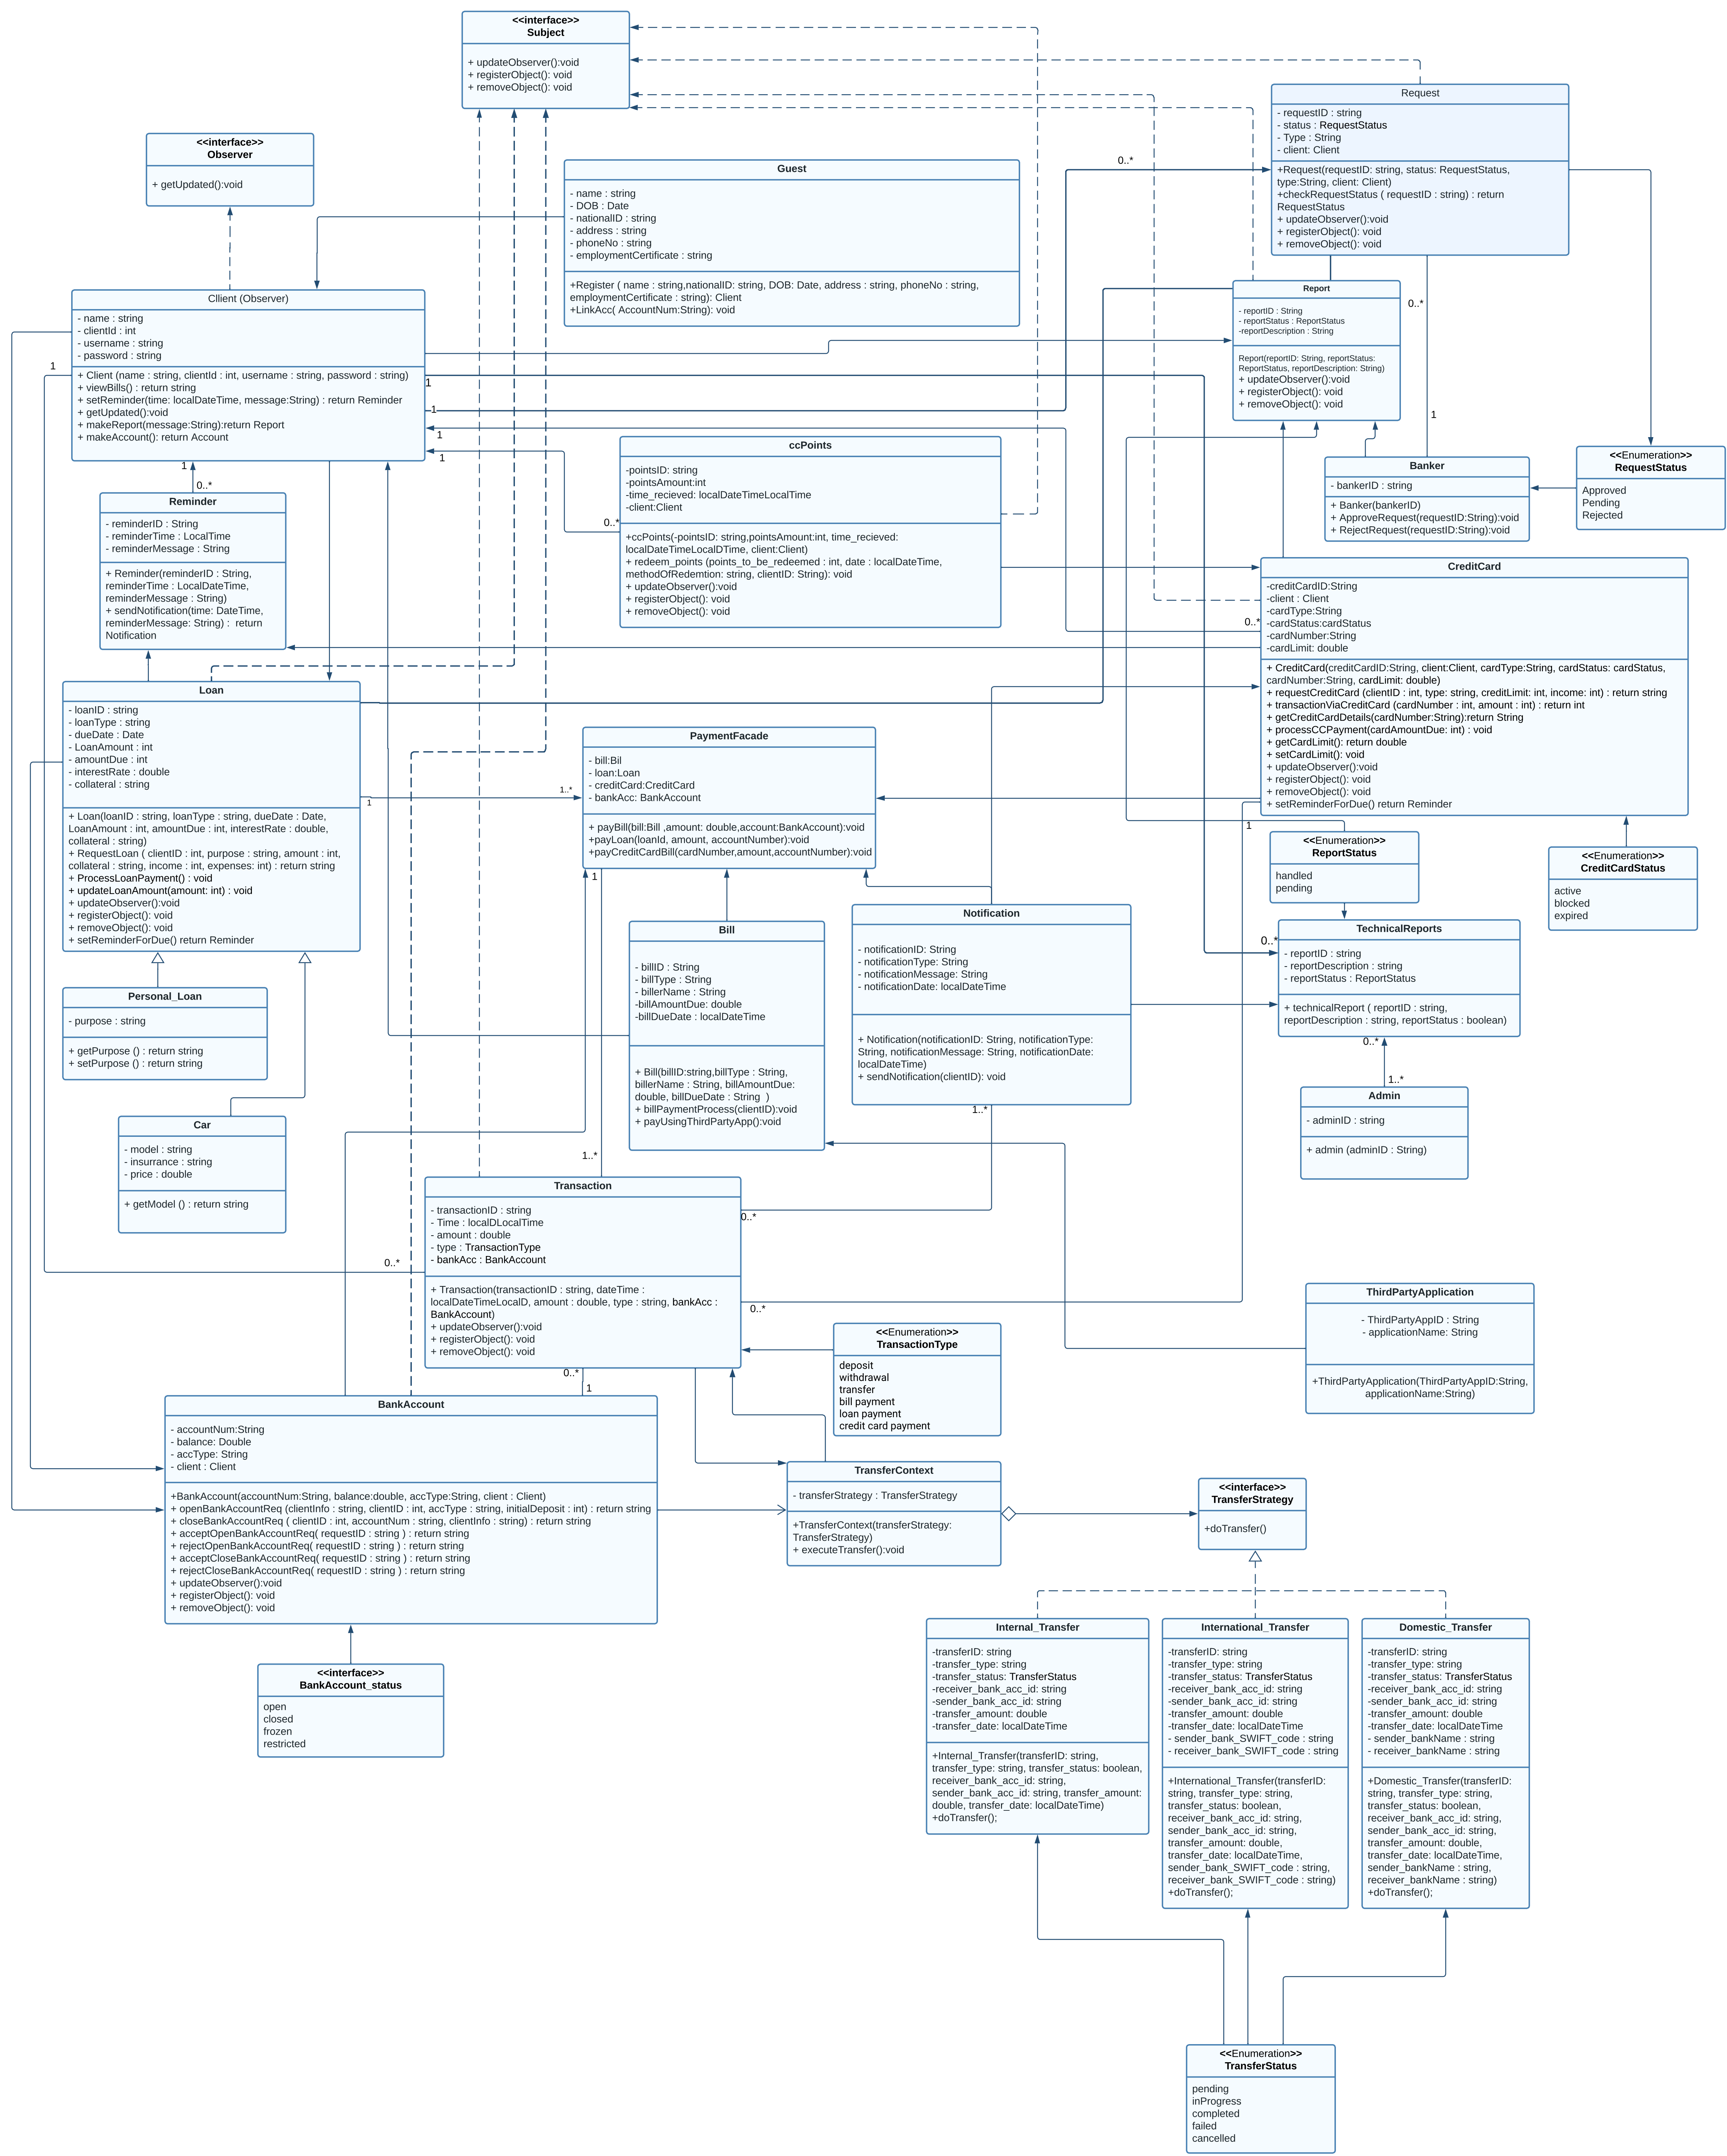 <<interface>>
Subject
+ updateObserver():void
+ registerObject(): void
+ removeObject(): void
Request
- requestID : string
- status : RequestStatus
- Type : String
- client: Client
+Request(requestID: string, status: RequestStatus,
type:String, client: Client)
+checkRequestStatus ( requestID : string) : return
RequestStatus
+ updateObserver():void
+ registerObject(): void
+ removeObject(): void
<<interface>>
Observer
+ getUpdated():void
Guest
- name : string
- DOB : Date
- nationalID : string
- address : string
- phoneNo : string
- employmentCertificate : string
+Register ( name : string,nationalID: string, DOB: Date, address : string, phoneNo : string,
employmentCertificate : string): Client
+LinkAcc( AccountNum:String): void
0..*
Cllient (Observer)
- name : string
- clientId : int
- username : string
- password : string
+ Client (name : string, clientId : int, username : string, password : string)
+ viewBills() : return string
+ setReminder(time: localDateTime, message:String) : return Reminder
+ getUpdated():void
+ makeReport(message:String):return Report
+ makeAccount(): return Account
1
1
1
1
1
1
0..*
Report
- reportID : String
- reportStatus : ReportStatus
-reportDescription : String
Report(reportID: String, reportStatus:
ReportStatus, reportDescription: String)
+ updateObserver():void
+ registerObject(): void
+ removeObject(): void
0..*
1
Banker
- bankerID : string
+ Banker(bankerID)
+ ApproveRequest(requestID:String):void
+ RejectRequest(requestID:String):void
<<Enumeration>>
RequestStatus
Approved
Pending
Rejected
ccPoints
-pointsID: string
-pointsAmount:int
-time_recieved: localDateTimeLocalTime
-client:Client
+ccPoints(-pointsID: string,pointsAmount:int, time_recieved:
localDateTimeLocalDTime, client:Client)
+ redeem_points (points_to_be_redeemed : int, date : localDateTime,
methodOfRedemtion: string, clientID: String): void
+ updateObserver():void
+ registerObject(): void
+ removeObject(): void
0..*
Reminder
- reminderID : String
- reminderTime : LocalTime
- reminderMessage : String
+ Reminder(reminderID : String,
reminderTime : LocalDateTime,
reminderMessage : String)
+ sendNotification(time: DateTime,
reminderMessage: String) : return
Notification
CreditCard
-creditCardID:String
-client : Client
-cardType:String
-cardStatus:cardStatus
-cardNumber:String
-cardLimit: double
+ CreditCard(creditCardID:String, client:Client, cardType:String, cardStatus: cardStatus,
cardNumber:String, cardLimit: double)
+ requestCreditCard (clientID : int, type: string, creditLimit: int, income: int) : return string
+ transactionViaCreditCard (cardNumber : int, amount : int) : return int
+ getCreditCardDetails(cardNumber:String):return String
+ processCCPayment(cardAmountDue: int) : void
+ getCardLimit(): return double
+ setCardLimit(): void
+ updateObserver():void
+ registerObject(): void
+ removeObject(): void
+ setReminderForDue() return Reminder
0..*
1
Loan
- loanID : string
- loanType : string
- dueDate : Date
- LoanAmount : int
- amountDue : int
- interestRate : double
- collateral : string
+ Loan(loanID : string, loanType : string, dueDate : Date,
LoanAmount : int, amountDue : int, interestRate : double,
collateral : string)
+ RequestLoan ( clientID : int, purpose : string, amount : int,
collateral : string, income : int, expenses: int) : return string
+ ProcessLoanPayment() : void
+ updateLoanAmount(amount: int) : void
+ updateObserver():void
+ registerObject(): void
+ removeObject(): void
+ setReminderForDue() return Reminder
1
1..*
PaymentFacade
- bill:Bil
- loan:Loan
- creditCard:CreditCard
- bankAcc: BankAccount
+ payBill(bill:Bill ,amount: double,account:BankAccount):void
+payLoan(loanId, amount, accountNumber):void
+payCreditCardBill(cardNumber,amount,accountNumber):void
1
<<Enumeration>>
ReportStatus
handled
pending
<<Enumeration>>
CreditCardStatus
active
blocked
expired
Bill
- billID : String
- billType : String
- billerName : String
-billAmountDue: double
-billDueDate : localDateTime
+ Bill(billID:string,billType : String,
billerName : String, billAmountDue:
double, billDueDate : String )
+ billPaymentProcess(clientID):void
+ payUsingThirdPartyApp():void
Notification
- notificationID: String
- notificationType: String
- notificationMessage: String
- notificationDate: localDateTime
+ Notification(notificationID: String, notificationType:
String, notificationMessage: String, notificationDate:
localDateTime)
+ sendNotification(clientID): void
1..*
0..*
TechnicalReports
- reportID : string
- reportDescription : string
- reportStatus : ReportStatus
+ technicalReport ( reportID : string,
reportDescription : string, reportStatus : boolean)
0..*
1..*
Admin
- adminID : string
+ admin (adminID : String)
Personal_Loan
- purpose : string
+ getPurpose () : return string
+ setPurpose () : return string
Car
- model : string
- insurrance : string
- price : double
+ getModel () : return string
1..*
Transaction
- transactionID : string
- Time : localDLocalTime
- amount : double
- type : TransactionType
- bankAcc : BankAccount
+ Transaction(transactionID : string, dateTime :
localDateTimeLocalD, amount : double, type : string, bankAcc :
BankAccount)
+ updateObserver():void
+ registerObject(): void
+ removeObject(): void
0..*
0..*
0..*
0..*
1
ThirdPartyApplication
- ThirdPartyAppID : String
- applicationName: String
+ThirdPartyApplication(ThirdPartyAppID:String,
applicationName:String)
<<Enumeration>>
TransactionType
deposit
withdrawal
transfer
bill payment
loan payment
credit card payment
BankAccount
- accountNum:String
- balance: Double
- accType: String
- client : Client
+BankAccount(accountNum:String, balance:double, accType:String, client : Client)
+ openBankAccountReq (clientInfo : string, clientID : int, accType : string, initialDeposit : int) : return string
+ closeBankAccountReq ( clientID : int, accountNum : string, clientInfo : string) : return string
+ acceptOpenBankAccountReq( requestID : string ) : return string
+ rejectOpenBankAccountReq( requestID : string ) : return string
+ acceptCloseBankAccountReq( requestID : string ) : return string
+ rejectCloseBankAccountReq( requestID : string ) : return string
+ updateObserver():void
+ registerObject(): void
+ removeObject(): void
TransferContext
- transferStrategy : TransferStrategy
+TransferContext(transferStrategy:
TransferStrategy)
+ executeTransfer():void
<<interface>>
TransferStrategy
+doTransfer()
<<interface>>
BankAccount_status
open
closed
frozen
restricted
Internal_Transfer
-transferID: string
-transfer_type: string
-transfer_status: TransferStatus
-receiver_bank_acc_id: string
-sender_bank_acc_id: string
-transfer_amount: double
-transfer_date: localDateTime
+Internal_Transfer(transferID: string,
transfer_type: string, transfer_status: boolean,
receiver_bank_acc_id: string,
sender_bank_acc_id: string, transfer_amount:
double, transfer_date: localDateTime)
+doTransfer();
International_Transfer
-transferID: string
-transfer_type: string
-transfer_status: TransferStatus
-receiver_bank_acc_id: string
-sender_bank_acc_id: string
-transfer_amount: double
-transfer_date: localDateTime
- sender_bank_SWIFT_code : string
- receiver_bank_SWIFT_code : string
+International_Transfer(transferID:
string, transfer_type: string,
transfer_status: boolean,
receiver_bank_acc_id: string,
sender_bank_acc_id: string,
transfer_amount: double,
transfer_date: localDateTime,
sender_bank_SWIFT_code : string,
receiver_bank_SWIFT_code : string)
+doTransfer();
Domestic_Transfer
-transferID: string
-transfer_type: string
-transfer_status: TransferStatus
-receiver_bank_acc_id: string
-sender_bank_acc_id: string
-transfer_amount: double
-transfer_date: localDateTime
- sender_bankName : string
- receiver_bankName : string
+Domestic_Transfer(transferID:
string, transfer_type: string,
transfer_status: boolean,
receiver_bank_acc_id: string,
sender_bank_acc_id: string,
transfer_amount: double,
transfer_date: localDateTime,
sender_bankName : string,
receiver_bankName : string)
+doTransfer();
<<Enumeration>>
TransferStatus
pending
inProgress
completed
failed
cancelled